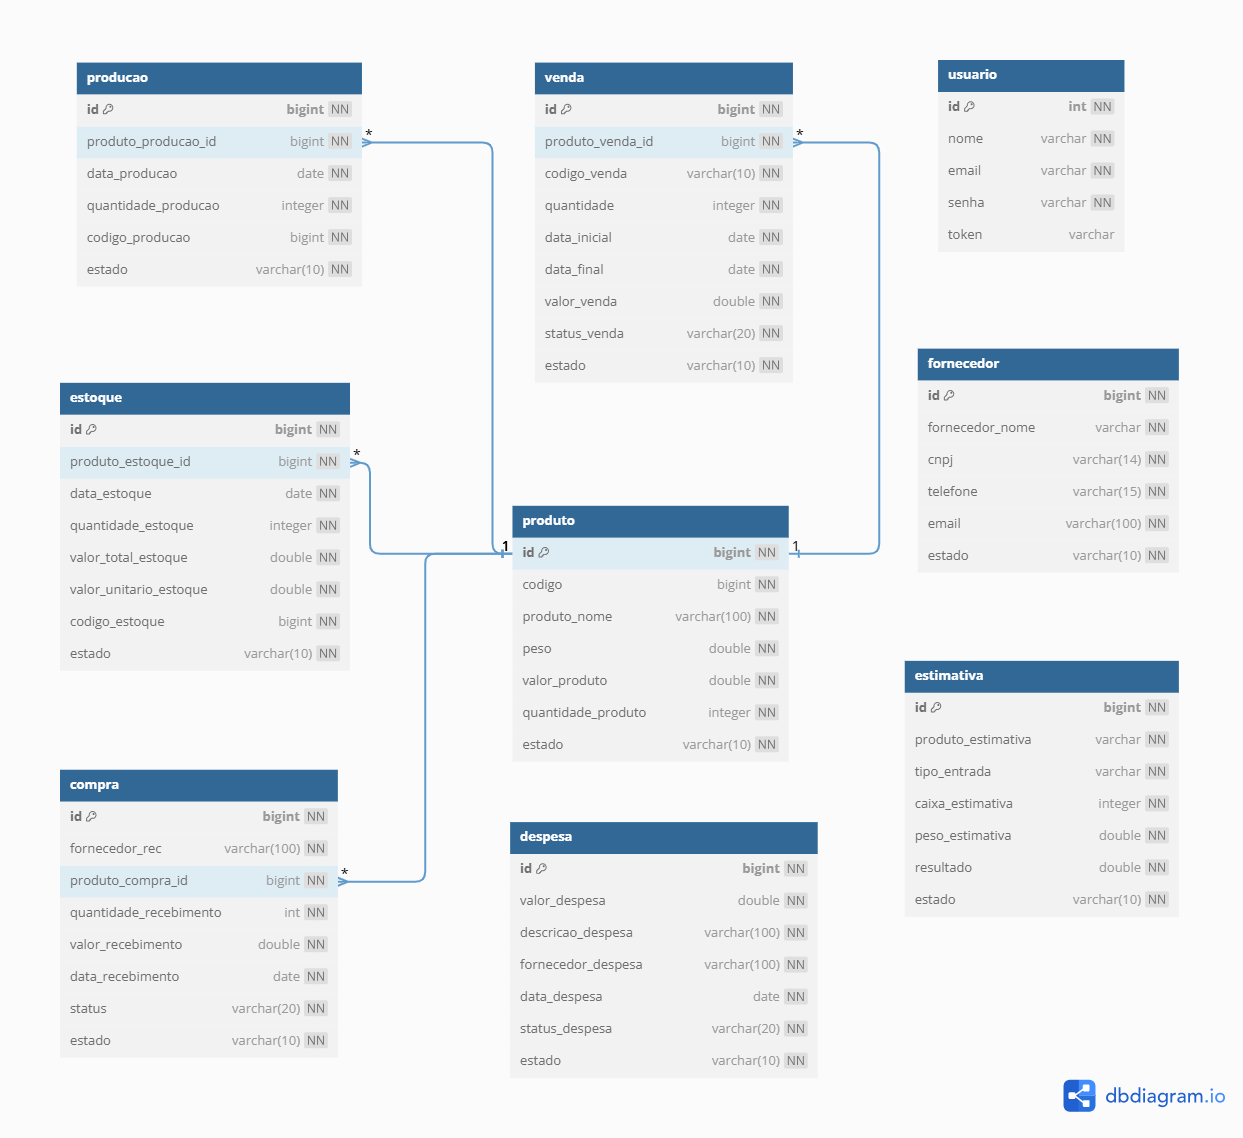 producao
id bigint NN
produto_producao_id bigint NN *
data_producao date NN
quantidade_producao integer NN
codigo_producao bigint NN
estado varchar(10) NN
venda
id bigint NN
produto_venda_id bigint NN *
codigo_venda varchar(10) NN
quantidade integer NN
data_inicial date NN
data_final date NN
valor_venda double NN
status_venda varchar(20) NN
estado varchar(10) NN
usuario
id int NN
nome varchar NN
email varchar NN
senha varchar NN
token varchar
estoque
id bigint NN
produto_estoque_id bigint NN *
data_estoque date NN
quantidade_estoque integer NN
valor_total_estoque double NN
valor_unitario_estoque double NN
codigo_estoque bigint NN
estado varchar(10) NN
produto
1 id bigint NN 1
codigo bigint NN
produto_nome varchar(100) NN
peso double NN
valor_produto double NN
quantidade_produto integer NN
estado varchar(10) NN
fornecedor
id bigint NN
fornecedor_nome varchar NN
cnpj varchar(14) NN
telefone varchar(15) NN
email varchar(100) NN
estado varchar(10) NN
compra
id bigint NN
fornecedor_rec varchar(100) NN
produto_compra_id bigint NN *
quantidade_recebimento int NN
valor_recebimento double NN
data_recebimento date NN
status varchar(20) NN
estado varchar(10) NN
despesa
id bigint NN
valor_despesa double NN
descricao_despesa varchar(100) NN
fornecedor_despesa varchar(100) NN
data_despesa date NN
status_despesa varchar(20) NN
estado varchar(10) NN
estimativa
id bigint NN
produto_estimativa varchar NN
tipo_entrada varchar NN
caixa_estimativa integer NN
peso_estimativa double NN
resultado double NN
estado varchar(10) NN
dbdiagram.io